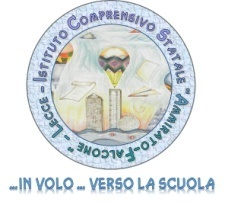 Istituto Comprensivo Statale "Ammirato-Falcone" - Lecce -
...IN VOLO ... VERSO LA SCUOLA